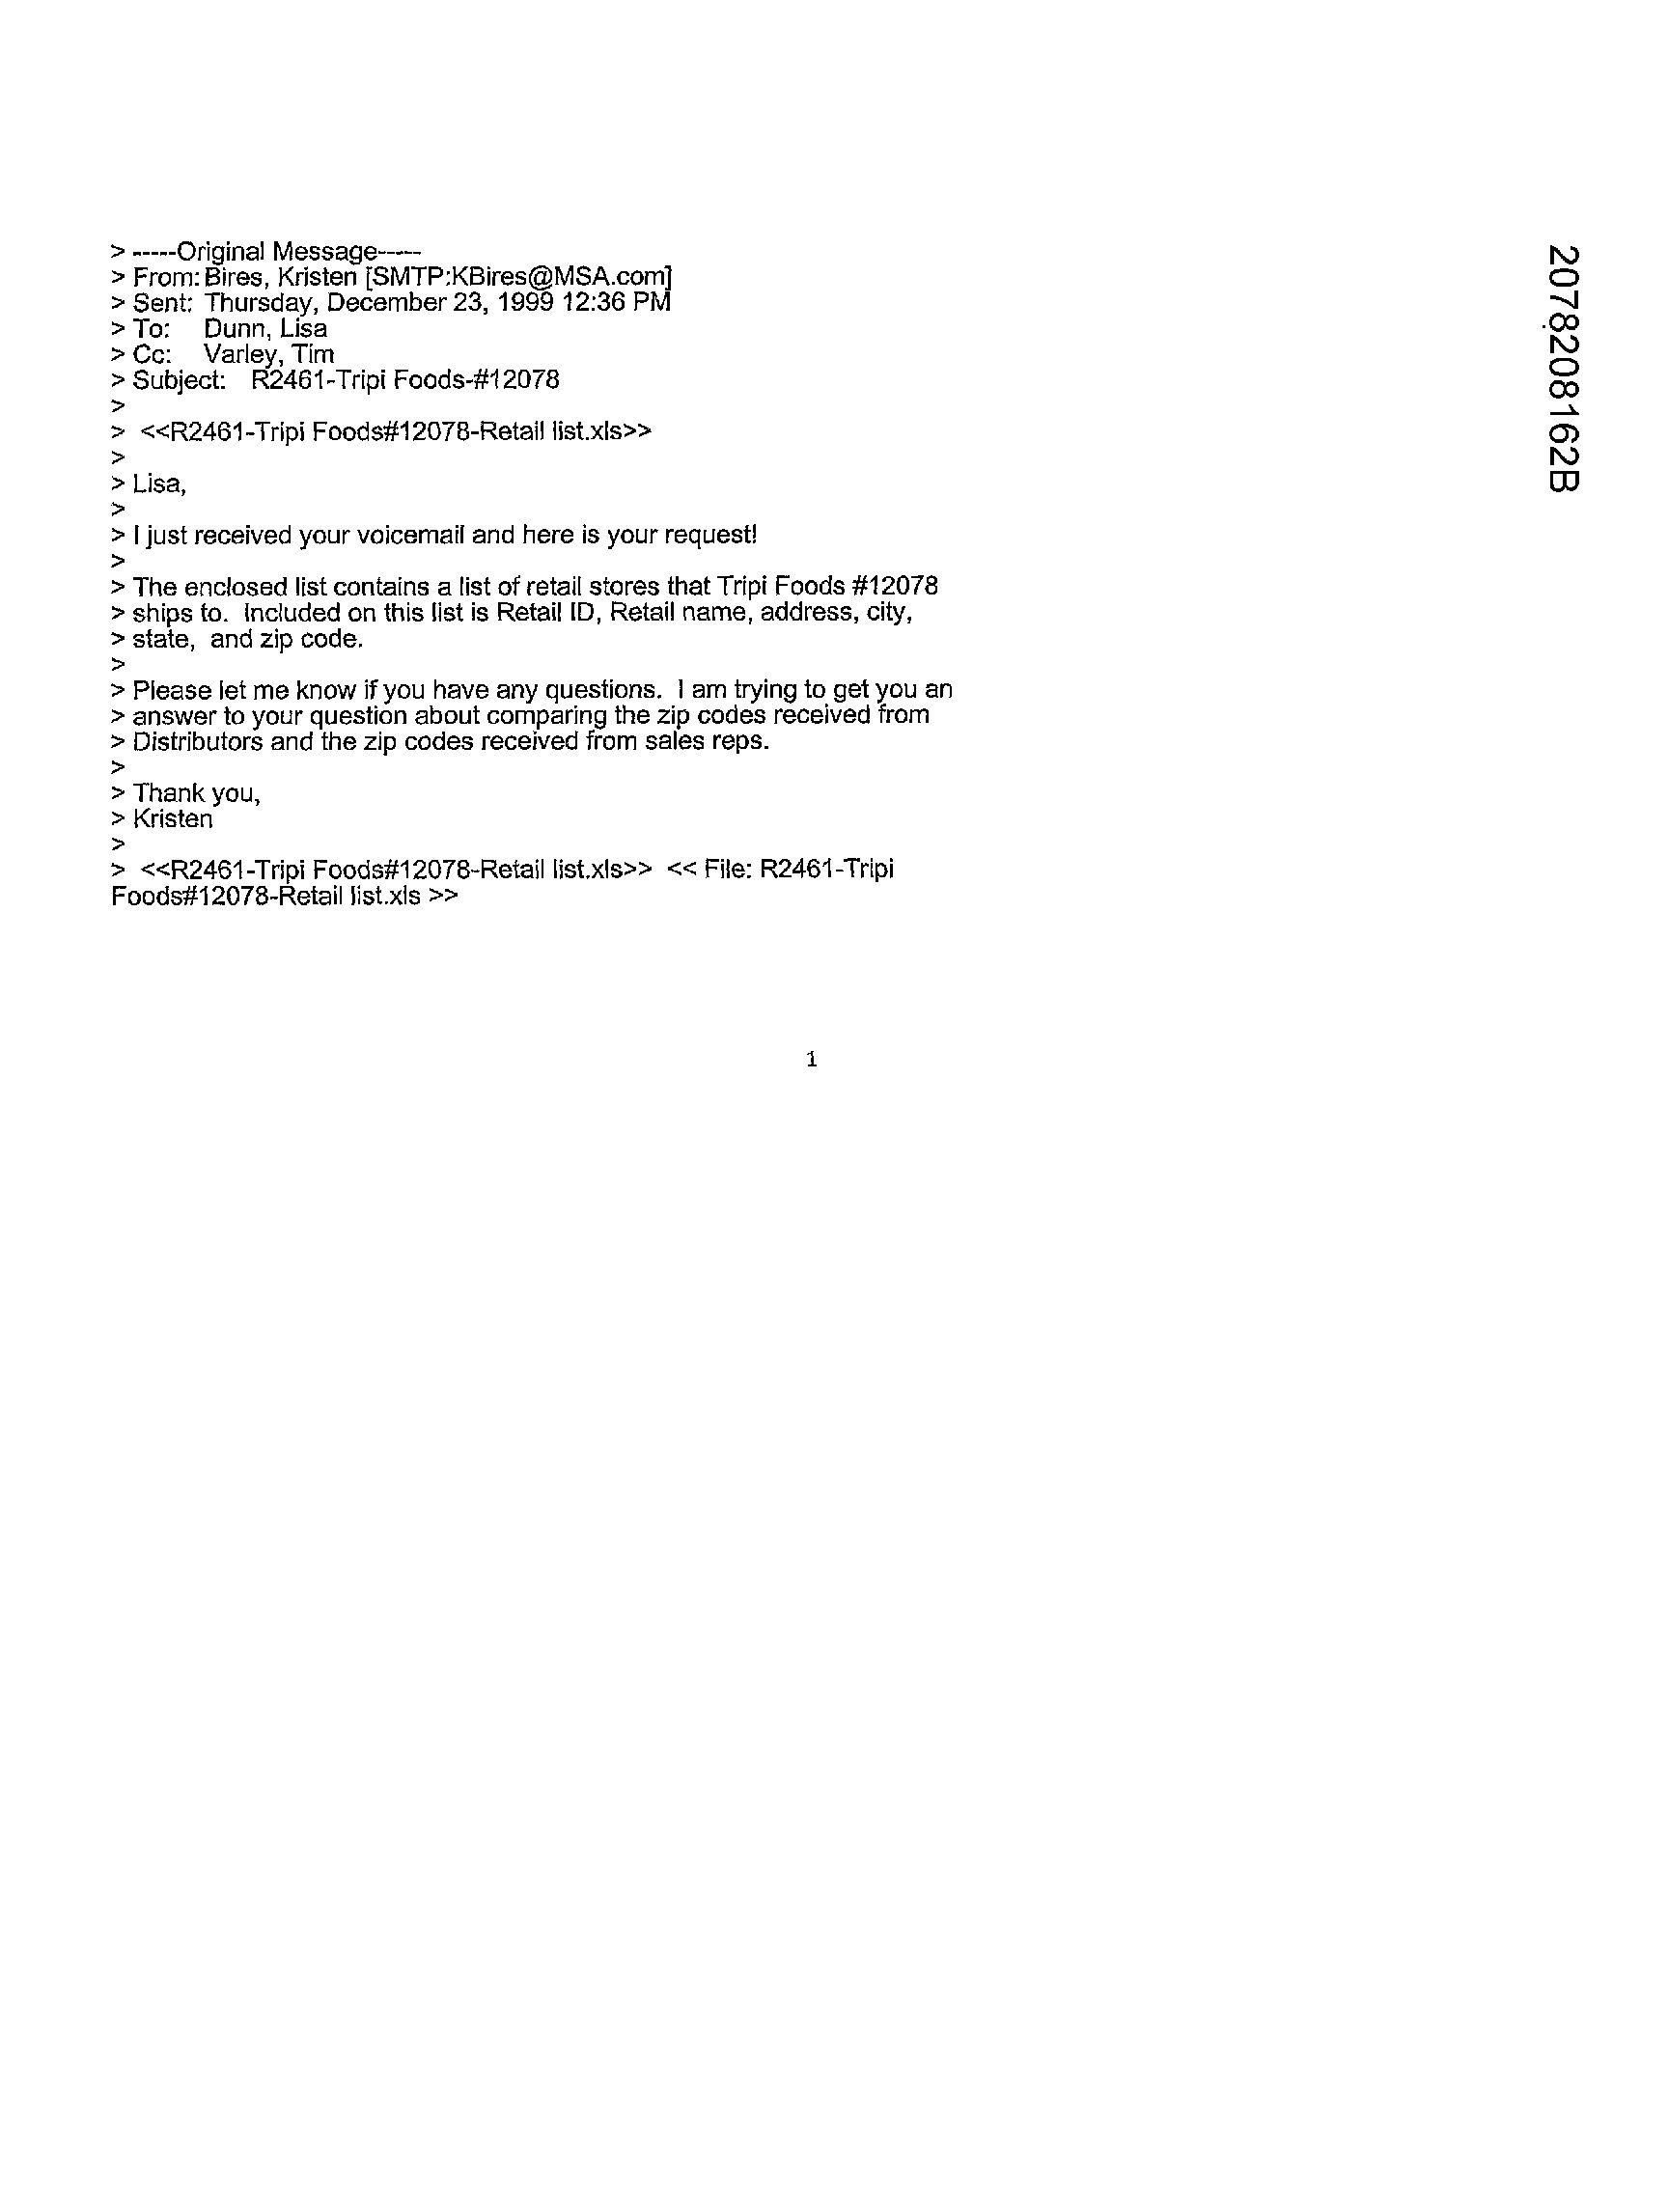 > -----Original Message-----
> From: Bires, Kristen [SMTP:KBires@MSA.com]
> Sent: Thursday, December 23, 1999 12:36 PM
> To: Dunn, Lisa
> Cc: Varley, Tim
> Subject: R2461-Tripi Foods-#12078
>
> <<R2461-Tripi Foods#12078-Retail list.xls>>
>
> Lisa,
>
> I just received your voicemail and here is your request!
>
> The enclosed list contains a list of retail stores that Tripi Foods #12078
> ships to. Included on this list is Retail ID, Retail name, address, city,
> state, and zip code.
>
> Please let me know if you have any questions. I am trying to get you an
> answer to your question about comparing the zip codes received from
> Distributors and the zip codes received from sales reps.
>
> Thank you,
> Kristen
>
> <<R2461-Tripi Foods#12078-Retail list.xls>> << File: R2461-Tripi
Foods#12078-Retail list.xls >>
1
2078208162B